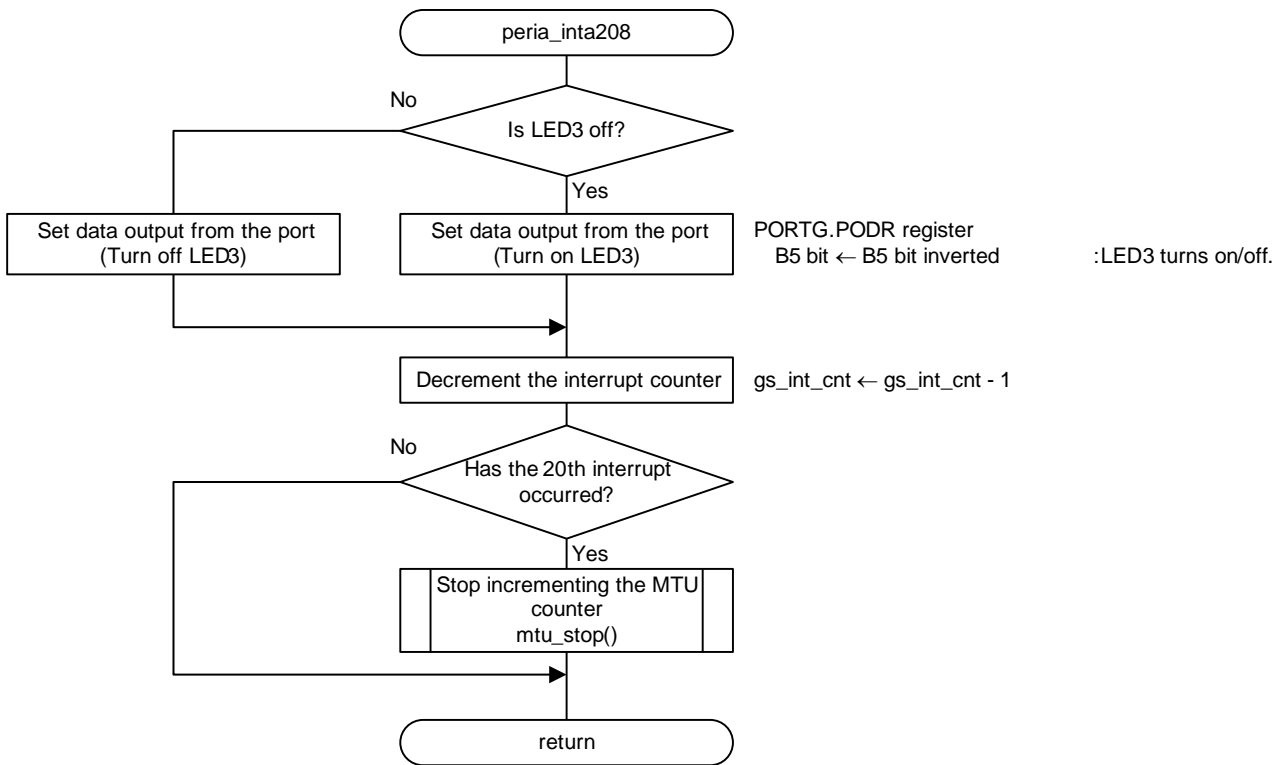 peria_inta208
No
Is LED3 off?
Yes
Set data output from the port
(Turn off LED3)
Set data output from the port
(Turn on LED3)
PORTG.PODR register
B5 bit ← B5 bit inverted :LED3 turns on/off.
Decrement the interrupt counter
gs_int_cnt ← gs_int_cnt - 1
No
Has the 20th interrupt
occurred?
Yes
Stop incrementing the MTU
counter
mtu_stop()
return